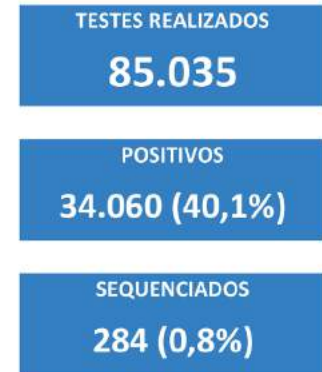 TESTES REALIZADOS
85.035
POSITIVOS
34.060 (40,1%)
SEQUENCIADOS
284 (0,8%)